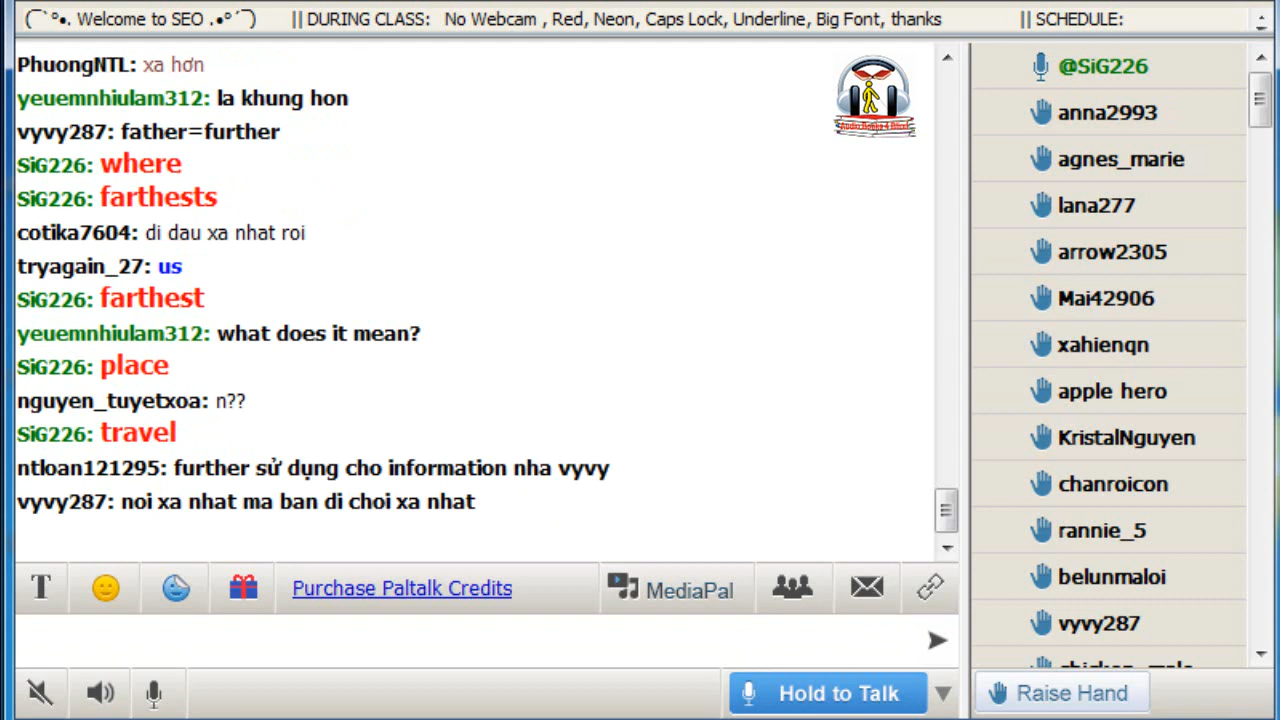 (¯`°•. Welcome to SEO .•°´¯) || DURING CLASS: No Webcam , Red, Neon, Caps Lock, Underline, Big Font, thanks || SCHEDULE:
PhuongNTL: xa hơn
yeuemnhiulam312: la khung hon
vyvy287: father=further
SiG226: where
SiG226: farthests
cotika7604: di dau xa nhat roi
tryagain_27: us
SiG226: farthest
yeuemnhiulam312: what does it mean?
SiG226: place
nguyen_tuyetxoa: n??
SiG226: travel
ntloan121295: further sử dụng cho information nha vyvy
vyvy287: noi xa nhat ma ban di choi xa nhat
@SiG226
anna2993
agnes_marie
lana277
arrow2305
Mai42906
xahienqn
apple hero
KristalNguyen
chanroicon
rannie_5
belunmaloi
vyvy287
T Purchase Paltalk Credits MediaPal
Hold to Talk
Raise Hand